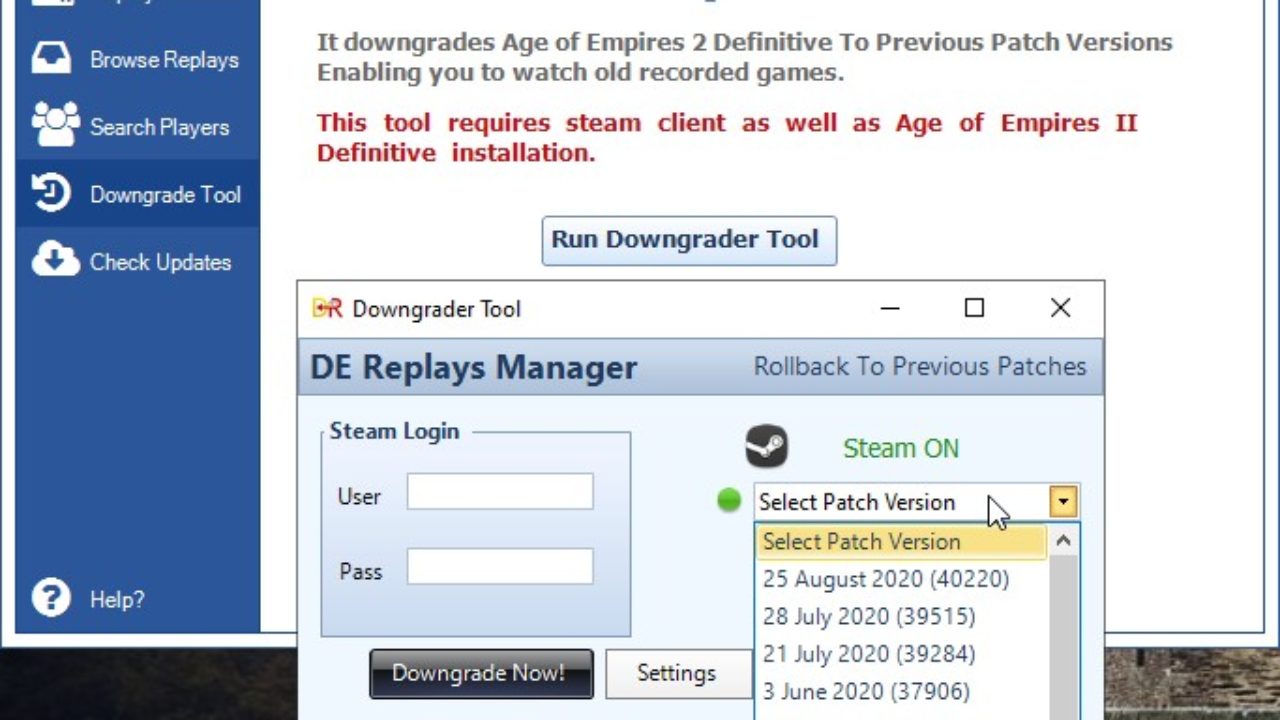 Browse Replays
Search Players
Downgrade Tool
Check Updates
Help?
It downgrades Age of Empires 2 Definitive To Previous Patch Versions
Enabling you to watch old recorded games.
This tool requires steam client as well as Age of Empires II
Definitive installation.
Run Downgrader Tool
DR Downgrader Tool
DE Replays Manager
Rollback To Previous Patches
Steam Login
User
Pass
Downgrade Now!
Settings
Steam ON
Select Patch Version
Select Patch Version
25 August 2020 (40220)
28 July 2020 (39515)
21 July 2020 (39284)
3 June 2020 (37906)